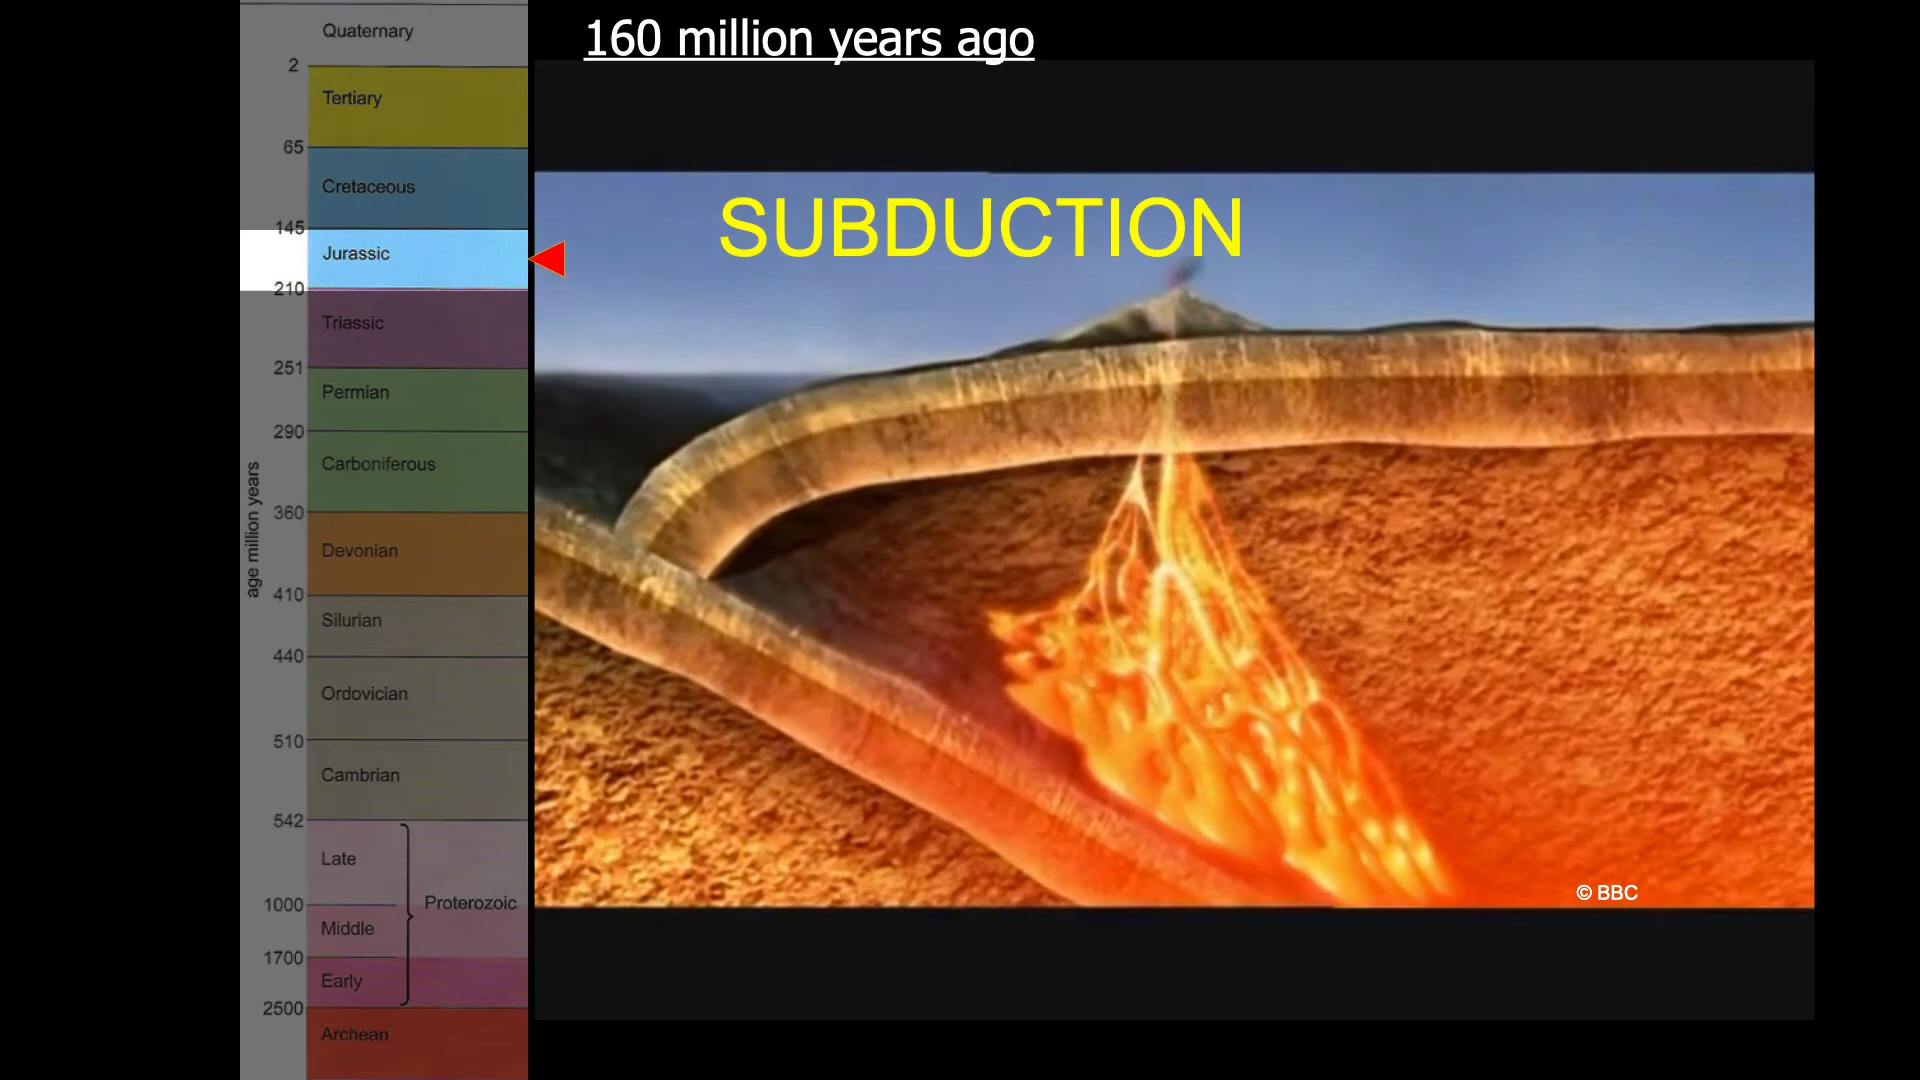 160 million years ago
Quaternary
2
Tertiary
65
Cretaceous
145
Jurassic
210
Triassic
251
Permian
290
Carboniferous
360
Devonian
410
Silurian
440
Ordovician
510
Cambrian
542
Late
1000
Proterozoic
Middle
1700
Early
2500
Archean
age million years
SUBDUCTION
© BBC